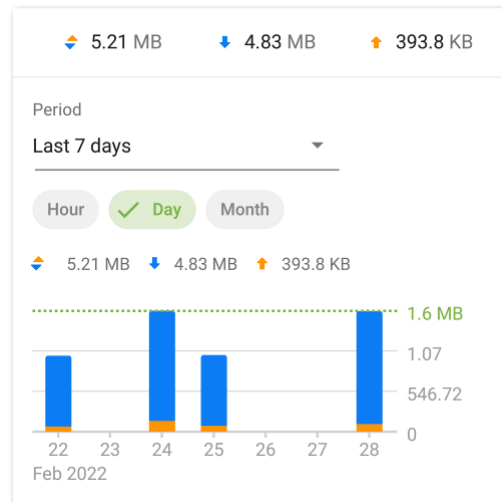 5.21 MB 4.83 MB 393.8 KB
Period
Last 7 days
Hour Day Month
5.21 MB 4.83 MB 393.8 KB
1.6 MB
1.07
546.72
0
22 23 24 25 26 27 28
Feb 2022